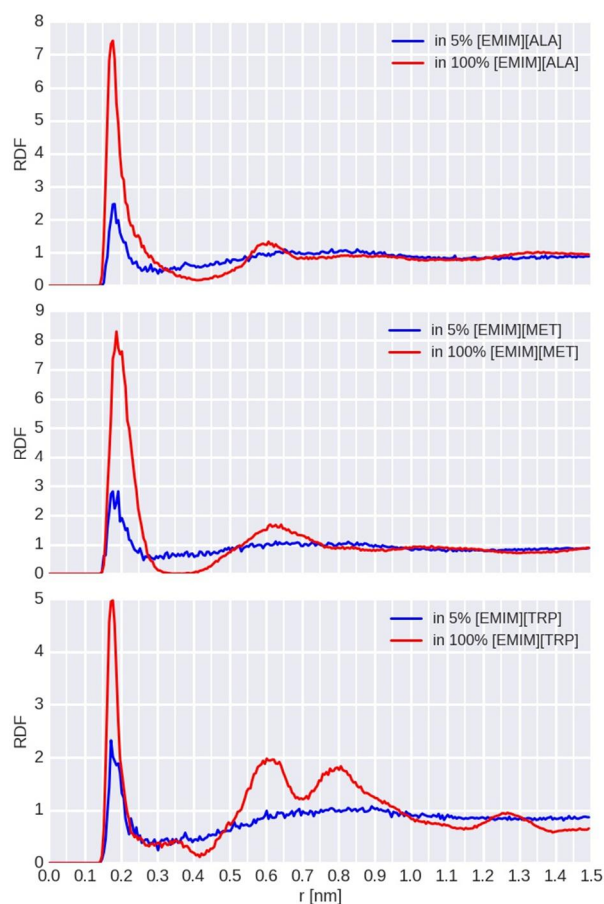 8
7
6
5
4
3
2
1
0
RDF
in 5% [EMIM][ALA]
in 100% [EMIM][ALA]
9
8
7
6
5
4
3
2
1
0
RDF
in 5% [EMIM][MET]
in 100% [EMIM][MET]
5
4
3
2
1
0
RDF
in 5% [EMIM][TRP]
in 100% [EMIM][TRP]
0.0 0.1 0.2 0.3 0.4 0.5 0.6 0.7 0.8 0.9 1.0 1.1 1.2 1.3 1.4 1.5
r [nm]